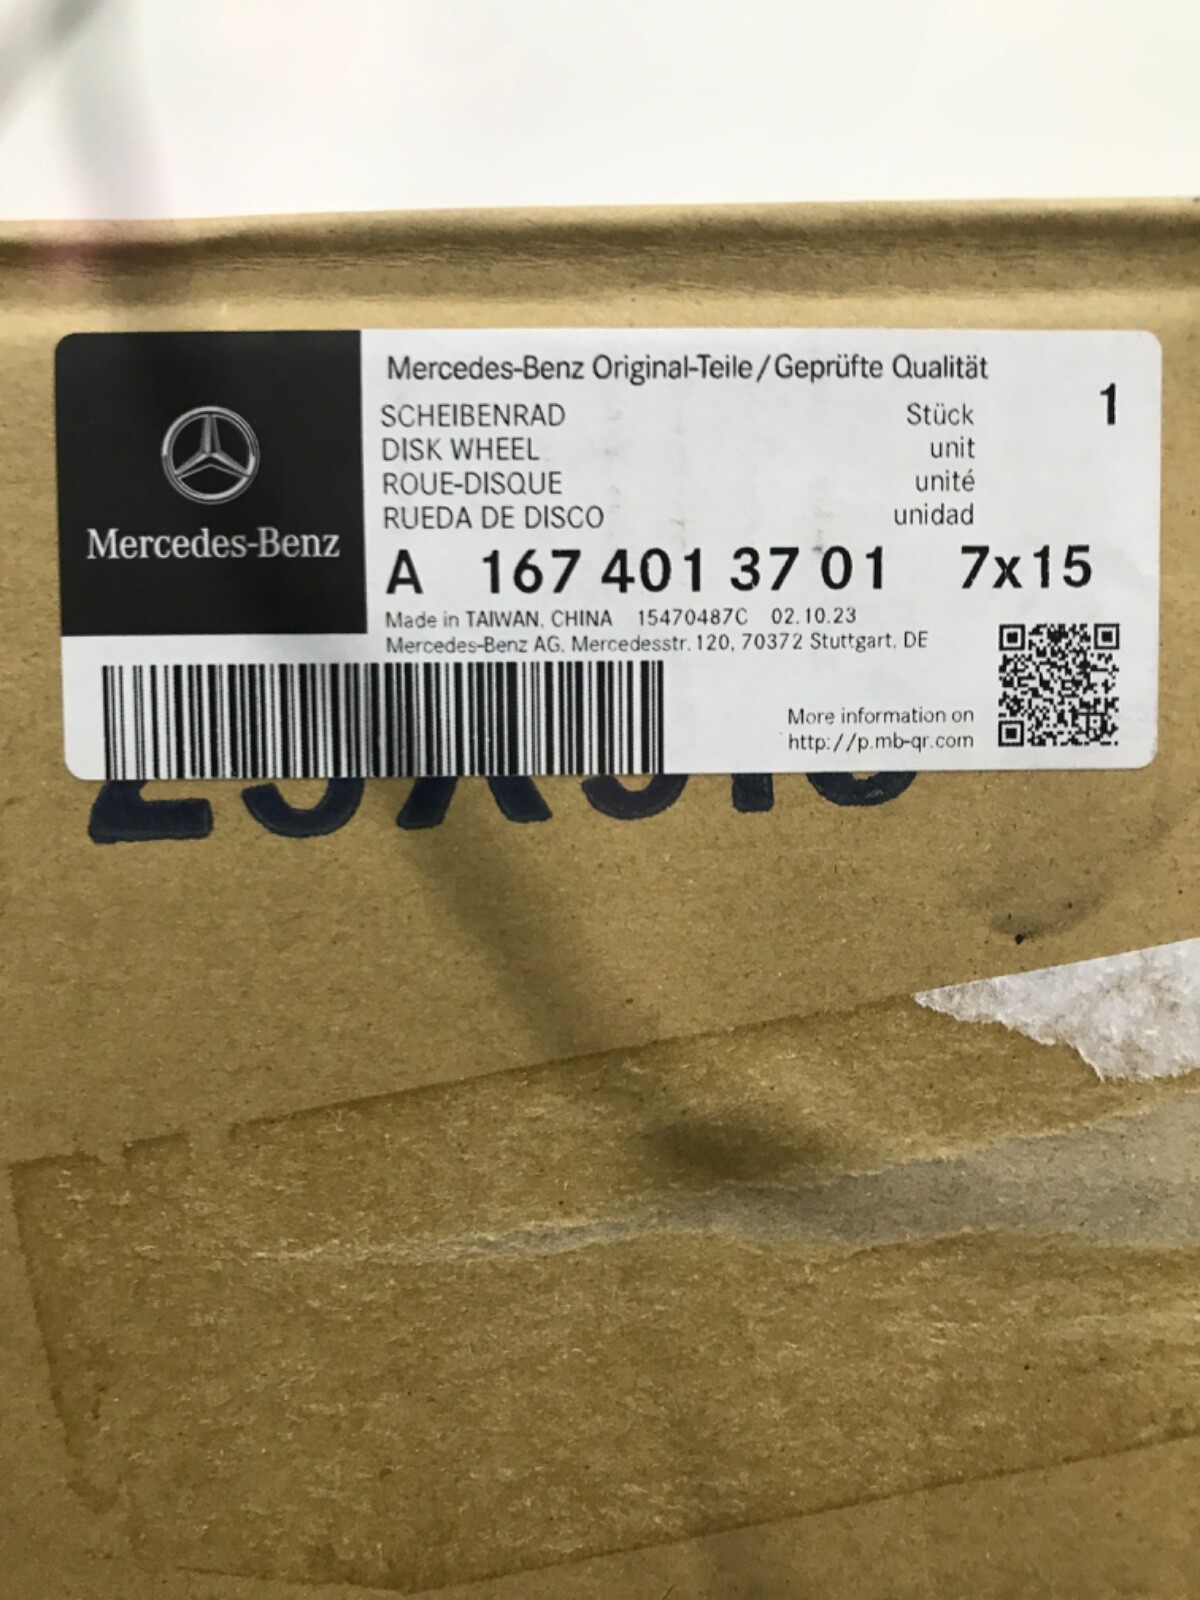 Mercedes-Benz
Mercedes-Benz Original-Teile/Geprüfte Qualität
SCHEIBENRAD Stück 1
DISK WHEEL unit
ROUE-DISQUE unité
RUEDA DE DISCO unidad
A 167 401 37 01 7x15
Made in TAIWAN, CHINA 15470487C 02.10.23
Mercedes-Benz AG, Mercedesstr. 120, 70372 Stuttgart, DE
More information on
http://p.mb-qr.com